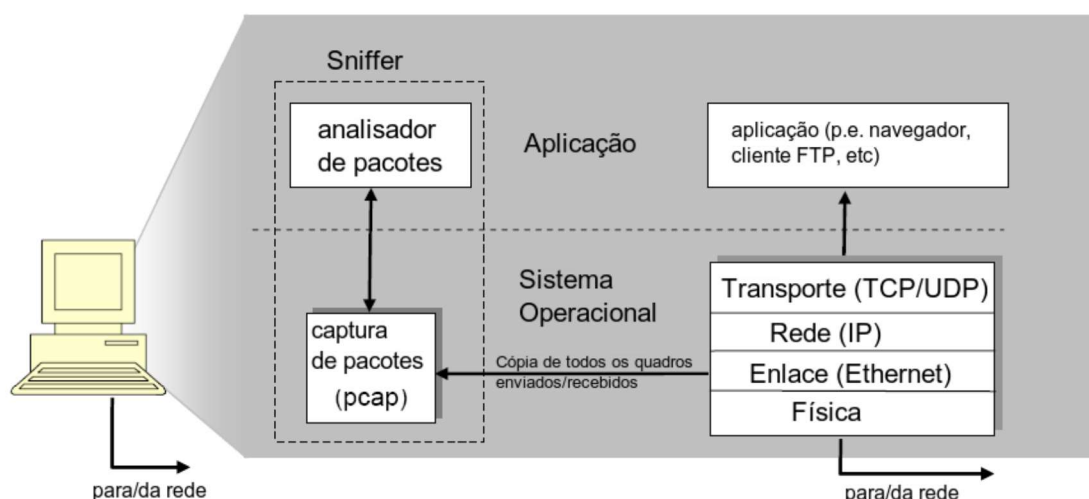 Sniffer
analisador
de pacotes
Aplicação
aplicação (p.e. navegador,
cliente FTP, etc)
Sistema
Operacional
captura
de pacotes
(pcap)
Cópia de todos os quadros
enviados/recebidos
Transporte (TCP/UDP)
Rede (IP)
Enlace (Ethernet)
Física
para/da rede
para/da rede